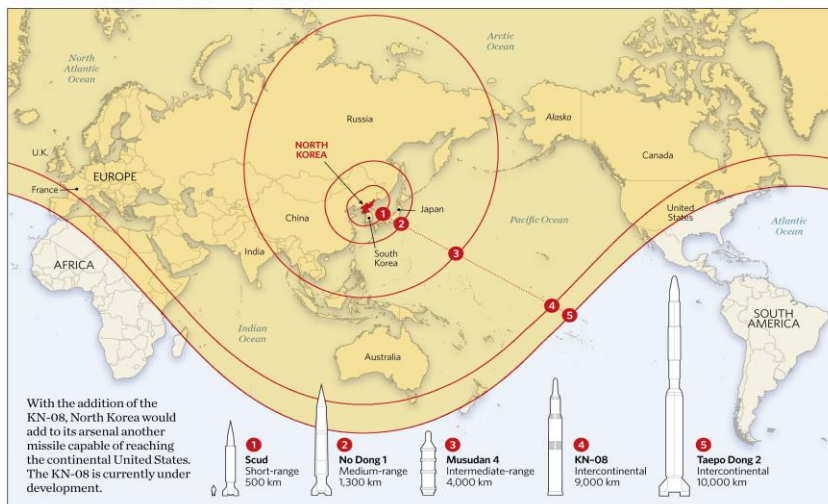 North
Atlantic
Ocean
Arctic
Ocean
Russia
Alaska
U.K.
EUROPE
France
NORTH
KOREA
Canada
China
Japan
South
Korea
Pacific Ocean
United
States
Atlantic
Ocean
India
AFRICA
Indian
Ocean
Australia
SOUTH
AMERICA
1
2
3
4
5
With the addition of the
KN-08, North Korea would
add to its arsenal another
missile capable of reaching
the continental United States.
The KN-08 is currently under
development.
1
Scud
Short-range
500 km
2
No Dong 1
Medium-range
1,300 km
3
Musudan 4
Intermediate-range
4,000 km
4
KN-08
Intercontinental
9,000 km
5
Taepo Dong 2
Intercontinental
10,000 km